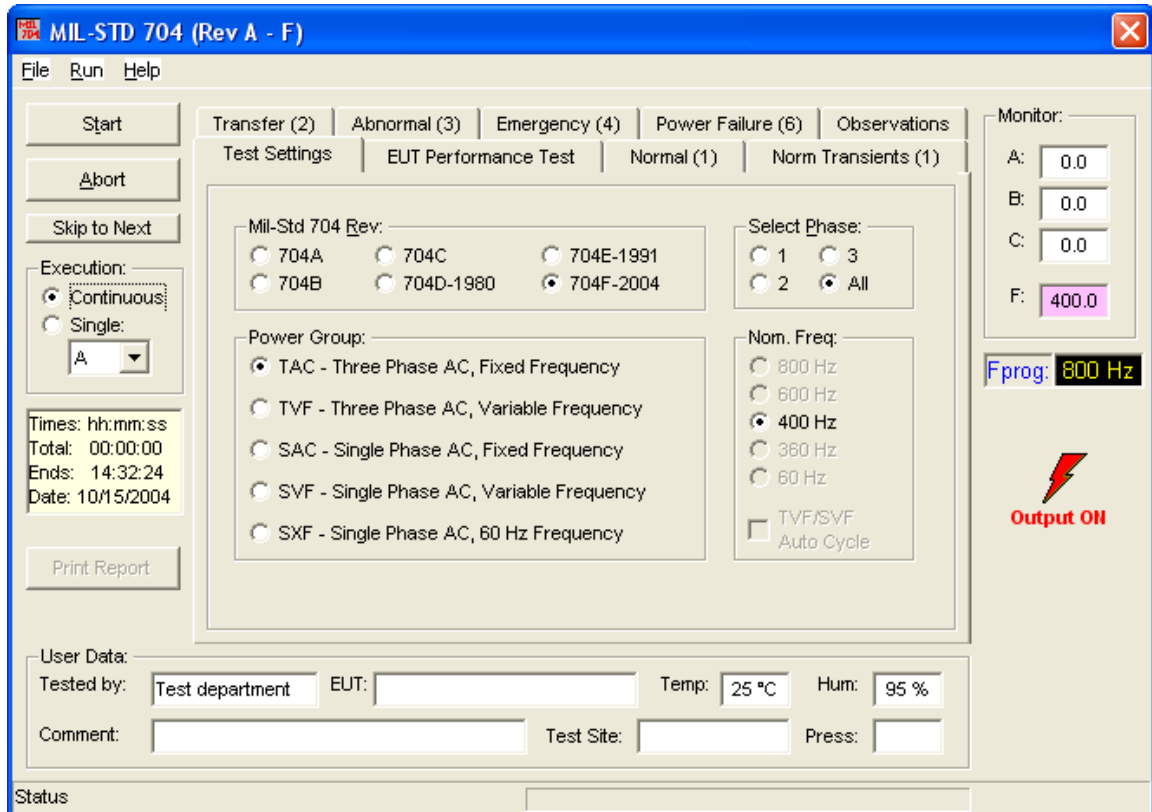 MIL 704 MIL-STD 704 (Rev A - F)
File Run Help
Start
Abort
Skip to Next
Execution:
Continuous
Single:
A
Times: hh:mm:ss
Total: 00:00:00
Ends: 14:32:24
Date: 10/15/2004
Print Report
Transfer (2) Abnormal (3) Emergency (4) Power Failure (6) Observations
Test Settings EUT Performance Test Normal (1) Norm Transients (1)
Mil-Std 704 Rev:
704A 704C 704E-1991
704B 704D-1980 704F-2004
Select Phase:
1 3
2 All
Power Group:
TAC - Three Phase AC, Fixed Frequency
TVF - Three Phase AC, Variable Frequency
SAC - Single Phase AC, Fixed Frequency
SVF - Single Phase AC, Variable Frequency
SXF - Single Phase AC, 60 Hz Frequency
Nom. Freq:
800 Hz
600 Hz
400 Hz
360 Hz
60 Hz
TVF/SVF
Auto Cycle
Monitor:
A: 0.0
B: 0.0
C: 0.0
F: 400.0
Fprog: 800 Hz
Output ON
User Data:
Tested by: Test department EUT: Temp: 25 °C Hum: 95 %
Comment: Test Site: Press:
Status